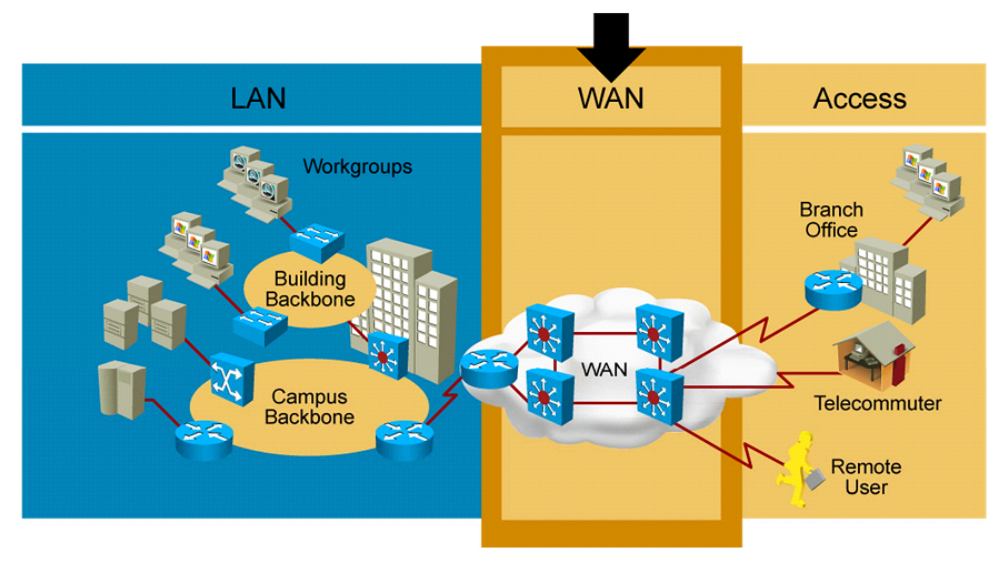 LAN
WAN
Access
Workgroups
Building
Backbone
Campus
Backbone
WAN
Branch
Office
Telecommuter
Remote
User